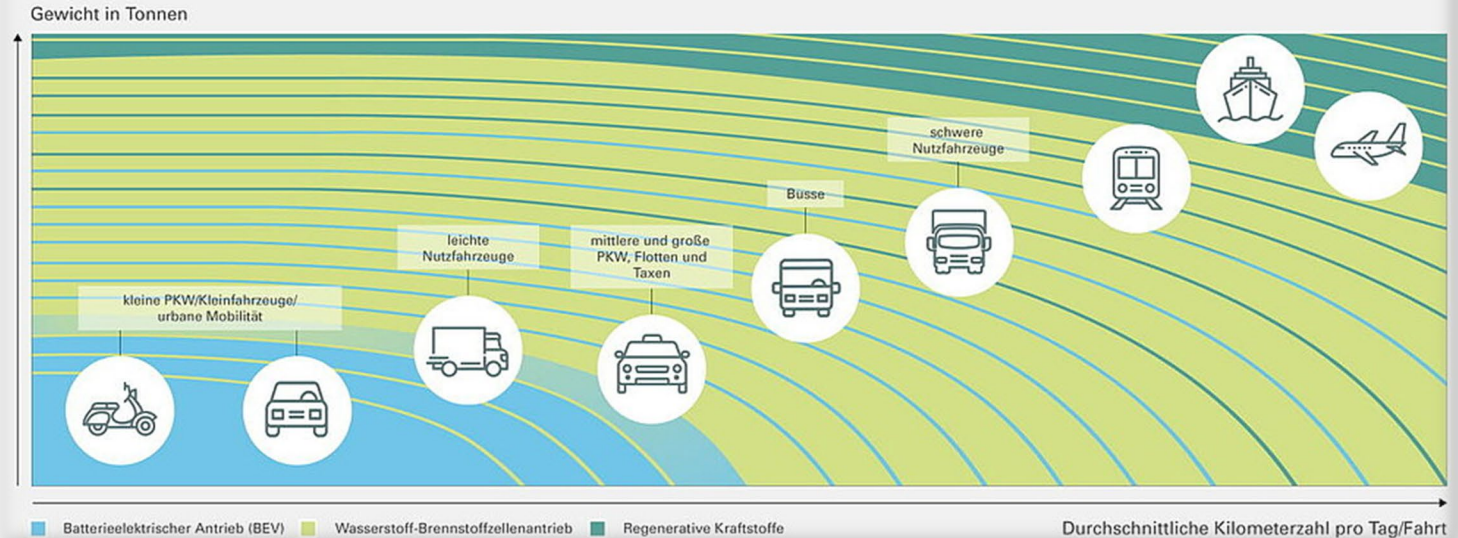 Gewicht in Tonnen
schwere
Nutzfahrzeuge
Busse
leichte
Nutzfahrzeuge
mittlere und große
PKW, Flotten und
Taxen
kleine PKW/Kleinfahrzeuge/
urbane Mobilität
Batterieelektrischer Antrieb (BEV)
Wasserstoff-Brennstoffzellenantrieb
Regenerative Kraftstoffe
Durchschnittliche Kilometerzahl pro Tag/Fahrt